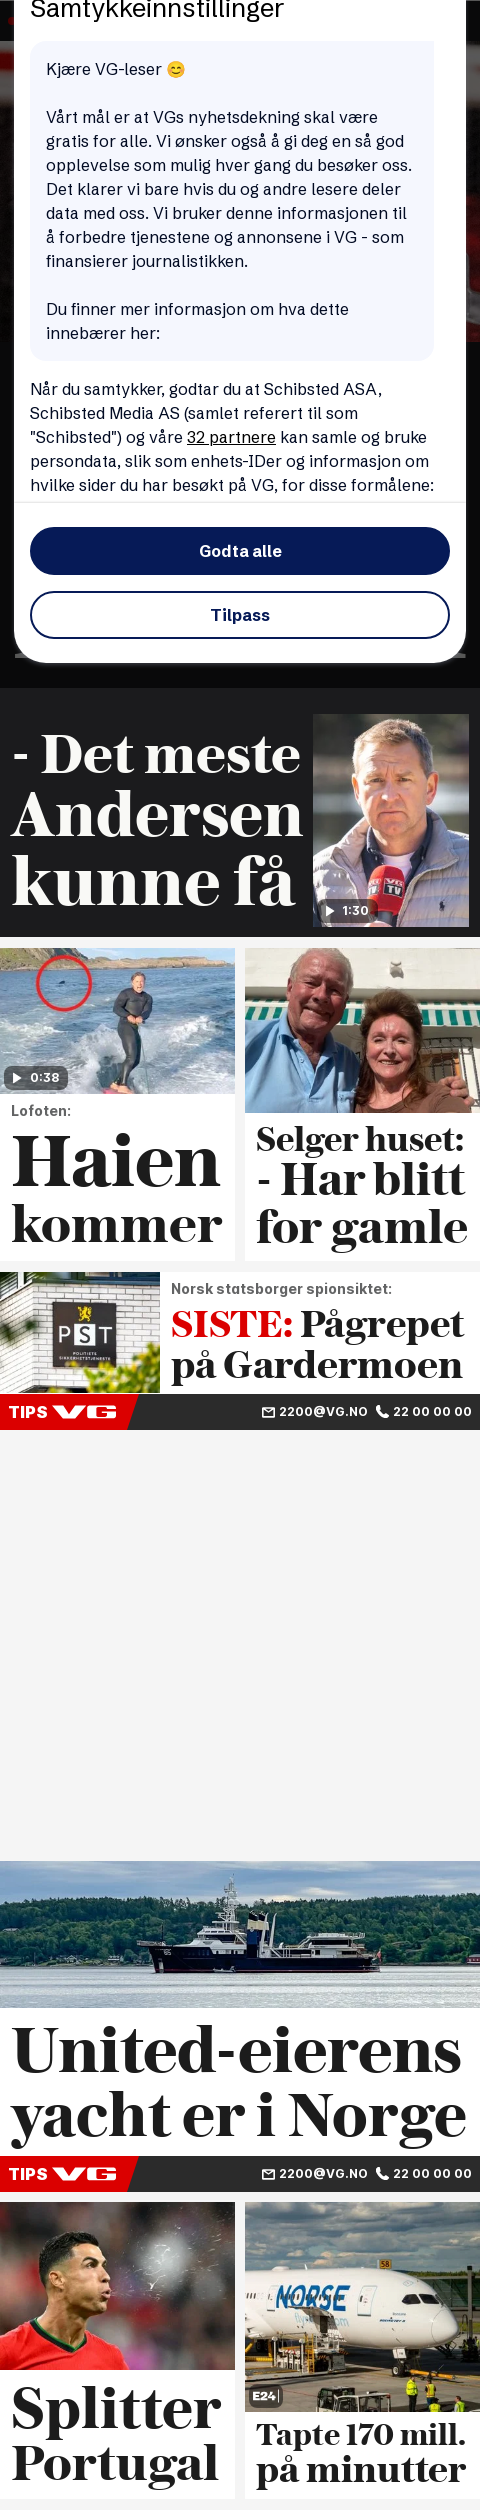 Samtykkeinnstillinger
Kjære VG-leser 😊
Vårt mål er at VGs nyhetsdekning skal være
gratis for alle. Vi ønsker også å gi deg en så god
opplevelse som mulig hver gang du besøker oss.
Det klarer vi bare hvis du og andre lesere deler
data med oss. Vi bruker denne informasjonen til
å forbedre tjenestene og annonsene i VG - som
finansierer journalistikken.
Du finner mer informasjon om hva dette
innebærer her:
Når du samtykker, godtar du at Schibsted ASA,
Schibsted Media AS (samlet referert til som
"Schibsted") og våre 32 partnere kan samle og bruke
persondata, slik som enhets-IDer og informasjon om
hvilke sider du har besøkt på VG, for disse formålene:
Godta alle
Tilpass
- Det meste
Andersen
kunne få
VG
TV
1:30
0:38
Lofoten:
Haien
kommer
Selger huset:
- Har blitt
for gamle
PST
POLITIETS
SIKKERHETSTJENESTE
Norsk statsborger spionsiktet:
SISTE: Pågrepet
på Gardermoen
TIPS VG 2200@VG.NO 22 00 00 00
United-eierens
yacht er i Norge
TIPS VG 2200@VG.NO 22 00 00 00
Splitter
Portugal
58
NORSE
E24
Tapte 170 mill.
på minutter